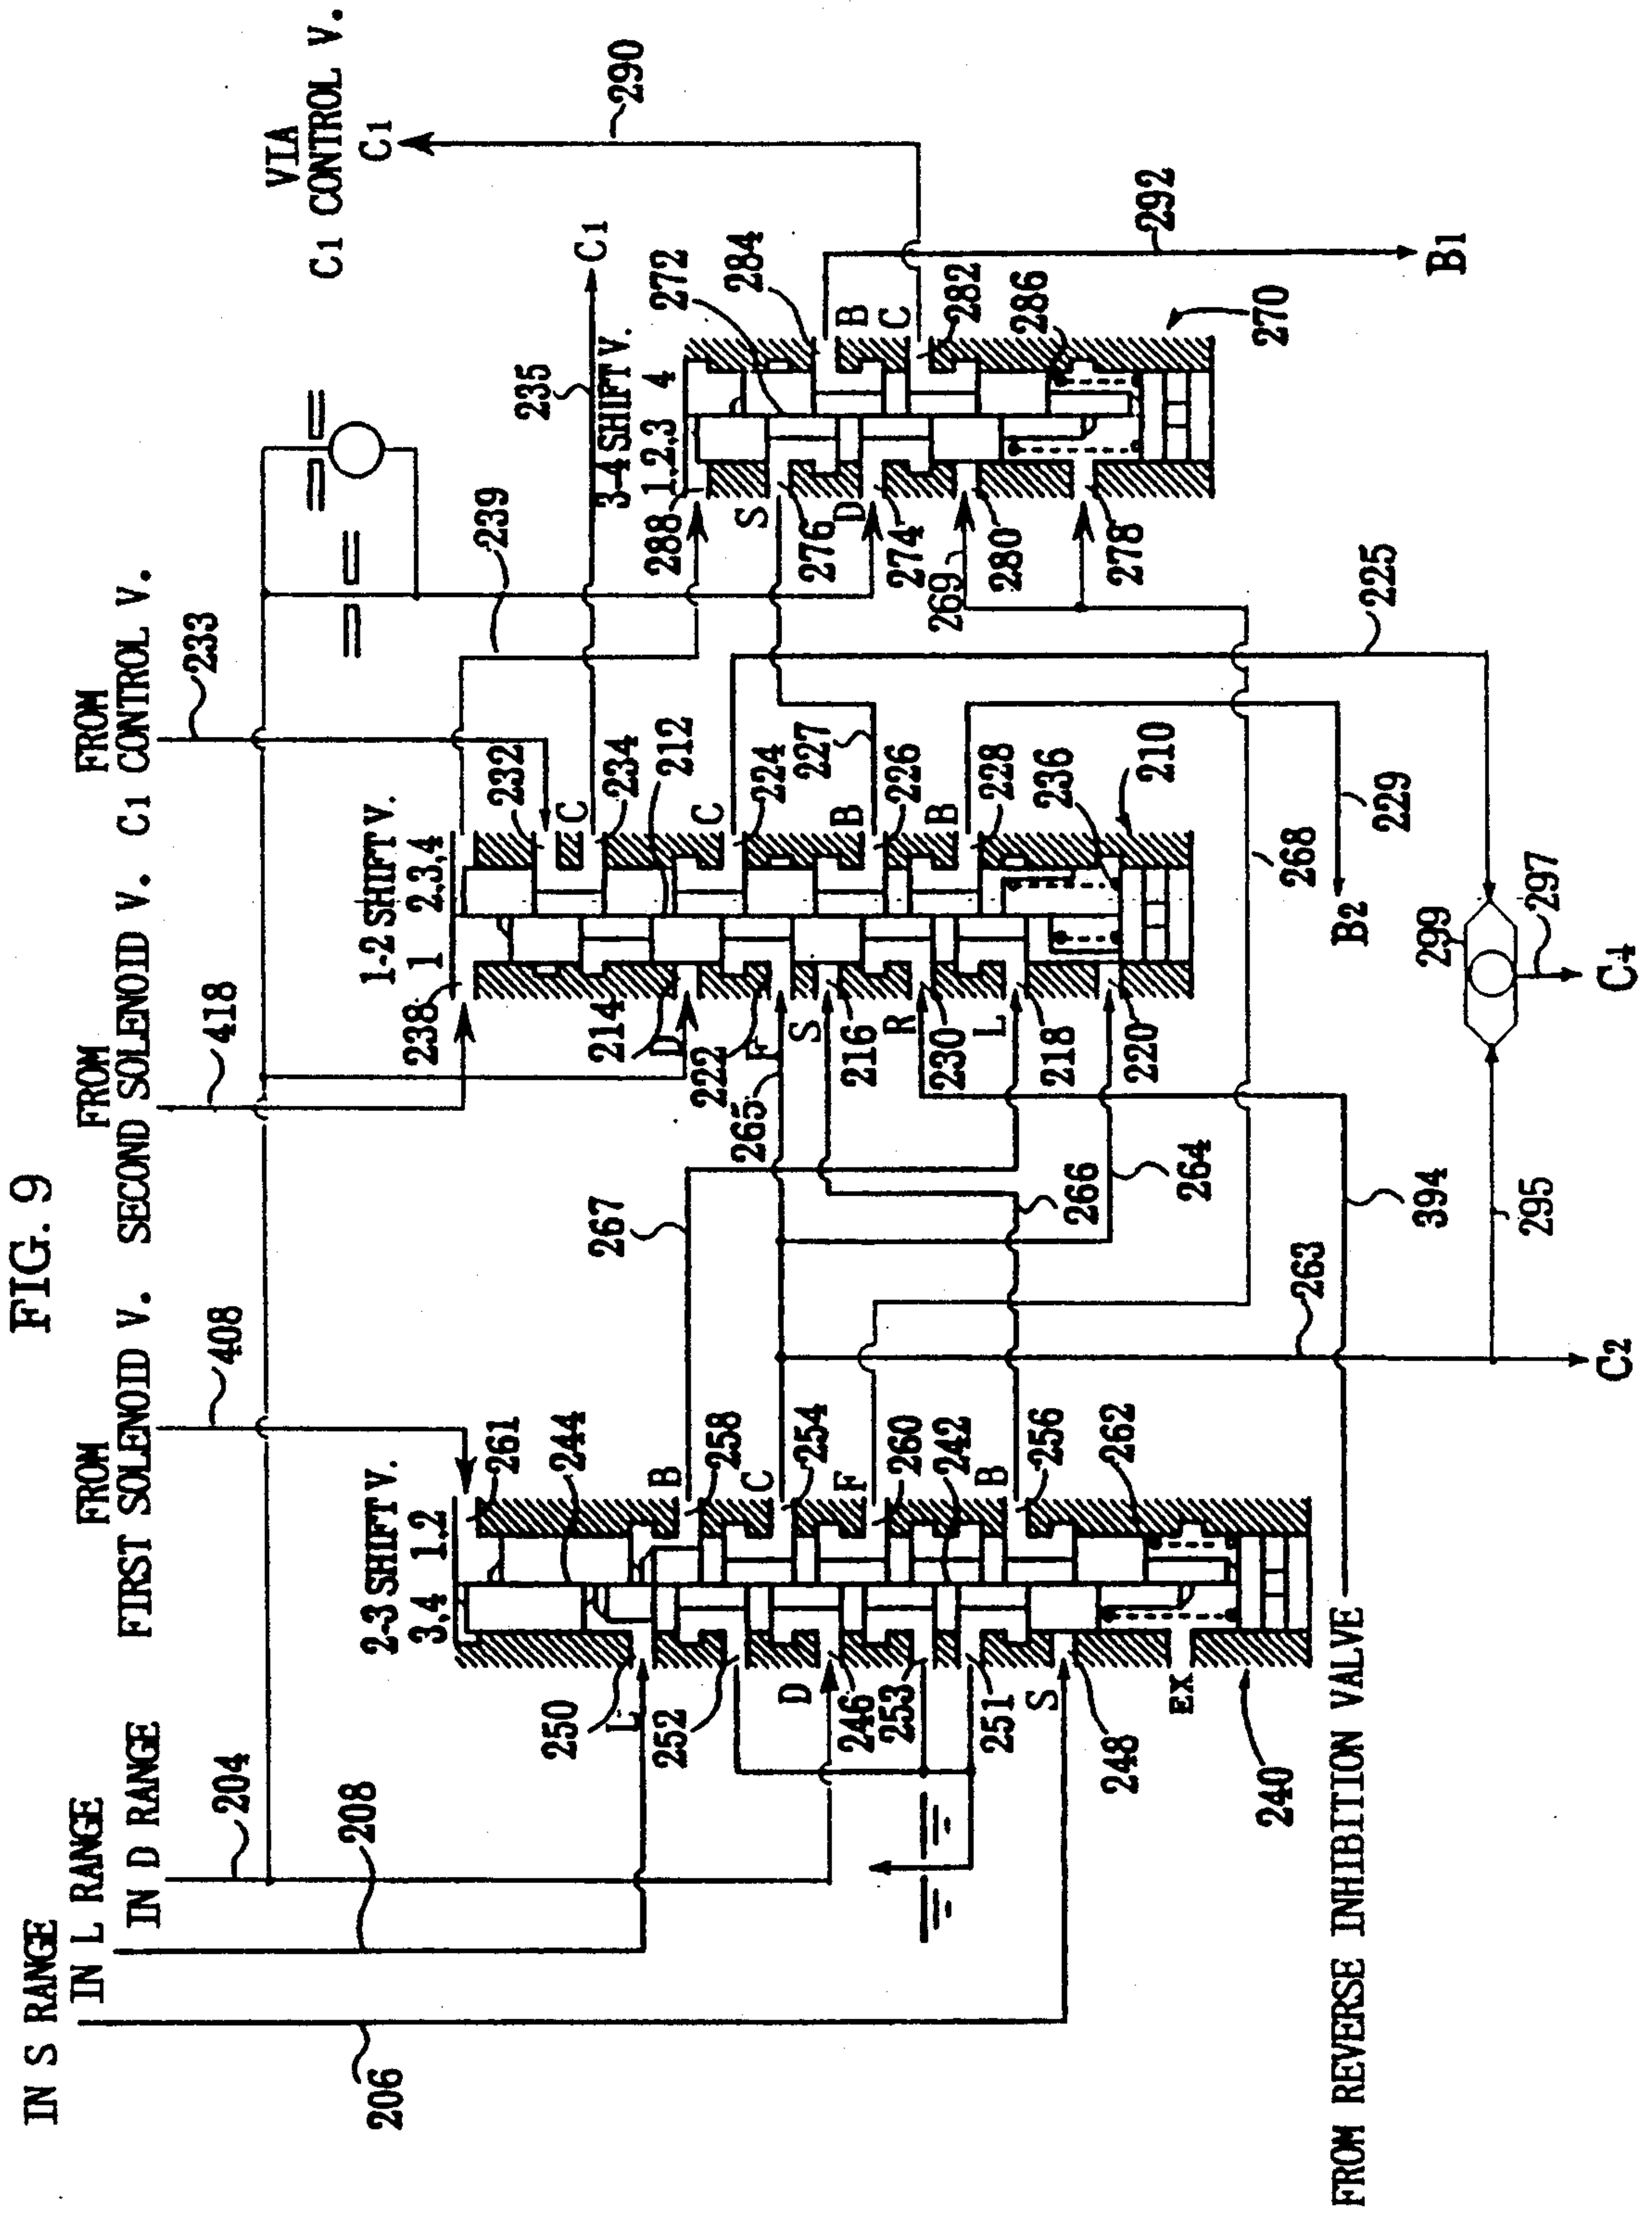 FIG. 9
IN S RANGE
IN L RANGE
IN D RANGE
FROM
FIRST SOLENOID V.
FROM
SECOND SOLENOID V.
FROM
C1 CONTROL V.
VIA
C1 CONTROL V.
C1
206
208
204
408
418
233
239
235
C1
290
2-3 SHIFT V.
3,4
1,2
261
244
B
258
C
254
F
260
242
B
256
262
250
L
252
D
246
253
251
S
248
EX
240
267
265
266
264
268
263
1-2 SHIFT V.
1
2,3,4
238
214
D
222
F
S
216
R
230
L
218
220
232
C
234
212
C
224
227
B
226
B
228
236
210
3-4 SHIFT V.
1,2,3
4
288
S
276
D
274
269
280
278
272
284
B
C
282
286
270
292
B1
225
229
B2
299
297
C4
295
394
C2
FROM REVERSE INHIBITION VALVE